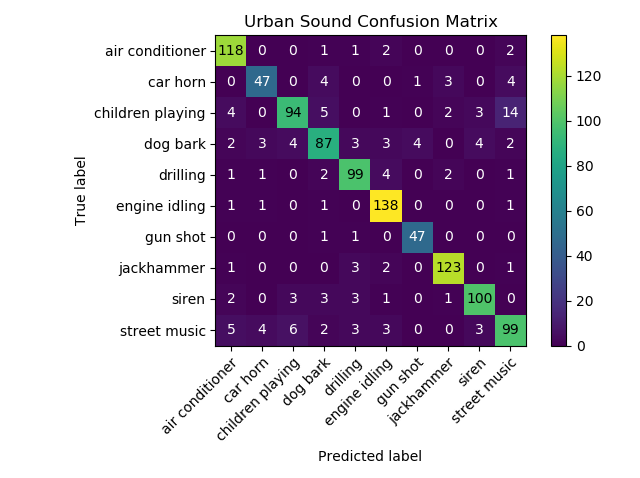 Urban Sound Confusion Matrix
True label
air conditioner 118 0 0 1 1 2 0 0 0 2
car horn 0 47 0 4 0 0 1 3 0 4
children playing 4 0 94 5 0 1 0 2 3 14
dog bark 2 3 4 87 3 3 4 0 4 2
drilling 1 1 0 2 99 4 0 2 0 1
engine idling 1 1 0 1 0 138 0 0 0 1
gun shot 0 0 0 1 1 0 47 0 0 0
jackhammer 1 0 0 0 3 2 0 123 0 1
siren 2 0 3 3 3 1 0 1 100 0
street music 5 4 6 2 3 3 0 0 3 99
air conditioner
car horn
children playing
dog bark
drilling
engine idling
gun shot
jackhammer
siren
street music
Predicted label
120
100
80
60
40
20
0